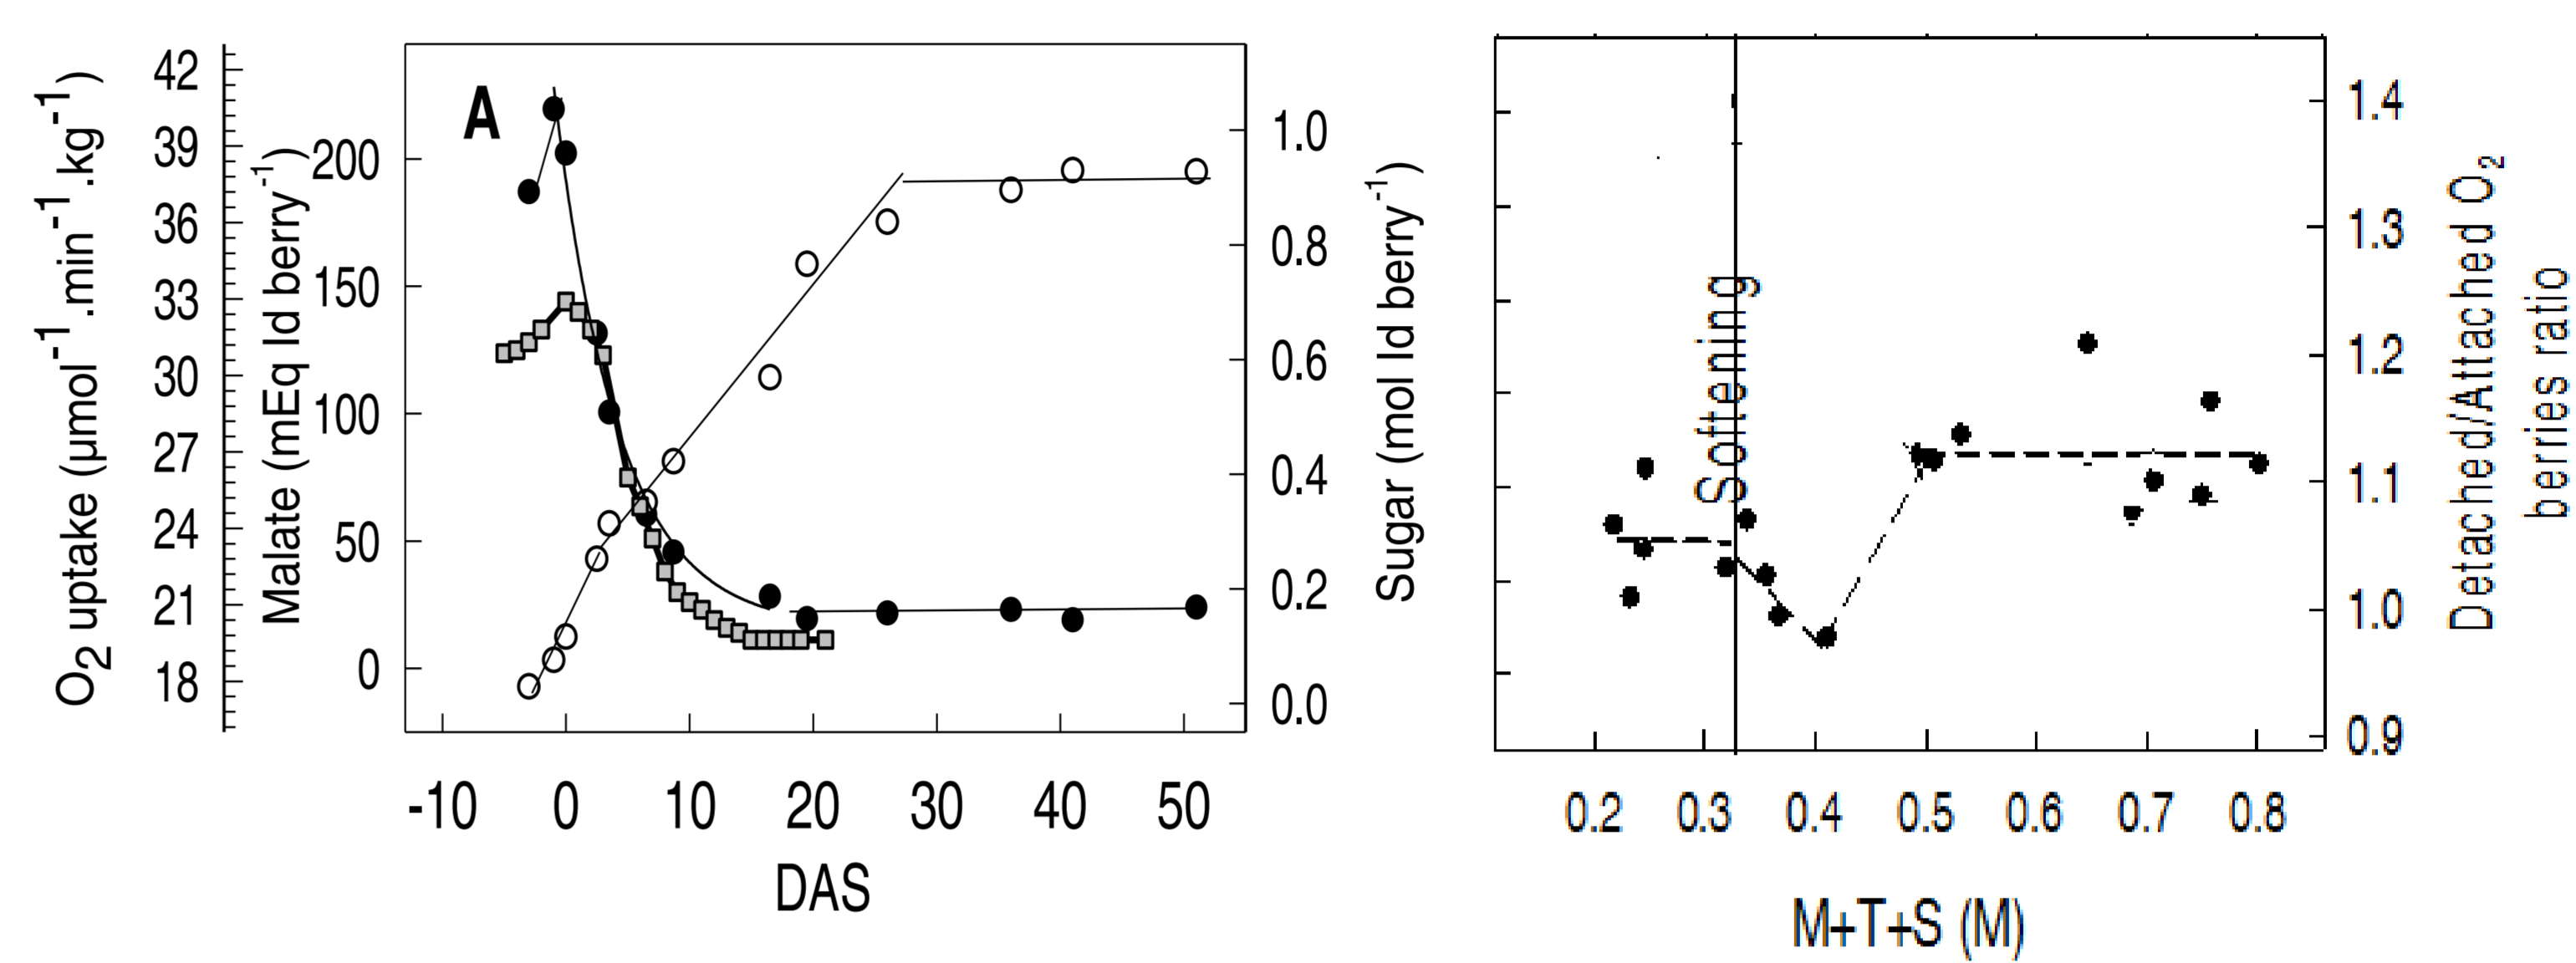 O2 uptake (µmol-1.min-1.kg-1)
42
39
36
33
30
27
24
21
18
Malate (mEq Id berry-1)
200
150
100
50
0
A
1.0
0.8
0.6
0.4
0.2
0.0
Sugar (mol Id berry-1)
-10 0 10 20 30 40 50
DAS
Softening
1.4
1.3
1.2
1.1
1.0
0.9
Detached/Attached O2
berries ratio
0.2 0.3 0.4 0.5 0.6 0.7 0.8
M+T+S (M)